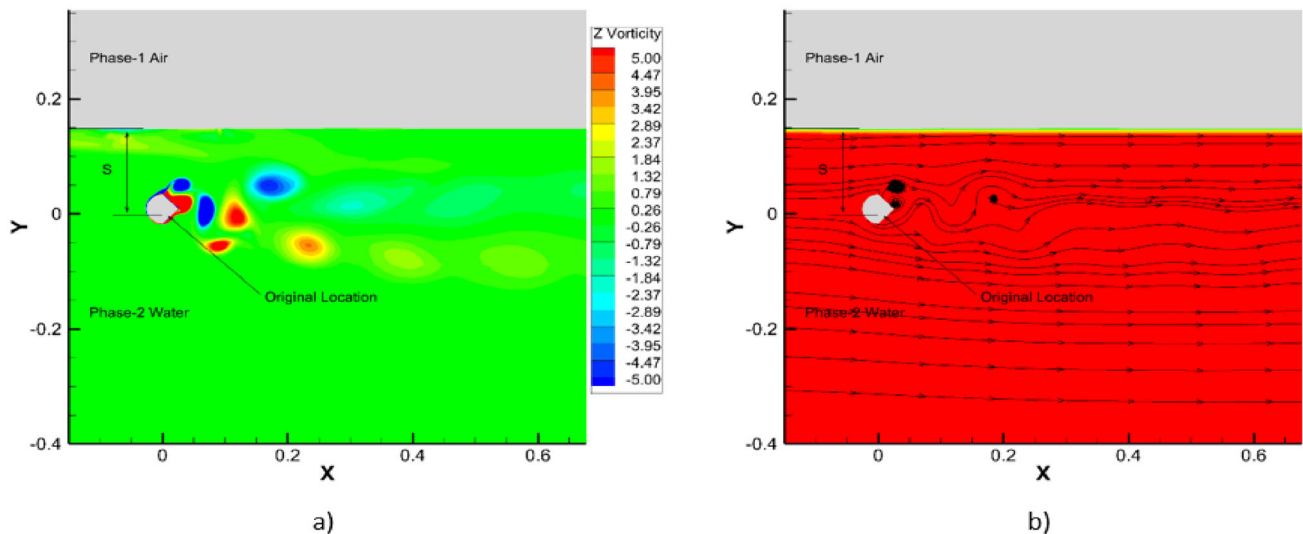 Phase-1 Air
0.2
S
0
Y
Original Location
Phase-2 Water
-0.2
-0.4
0
0.2
0.4
0.6
X
Z Vorticity
5.00
4.47
3.95
3.42
2.89
2.37
1.84
1.32
0.79
0.26
-0.26
-0.79
-1.32
-1.84
-2.37
-2.89
-3.42
-3.95
-4.47
-5.00
a)
Phase-1 Air
0.2
S
0
Y
Original Location
Phase-2 Water
-0.2
-0.4
0
0.2
0.4
0.6
X
b)